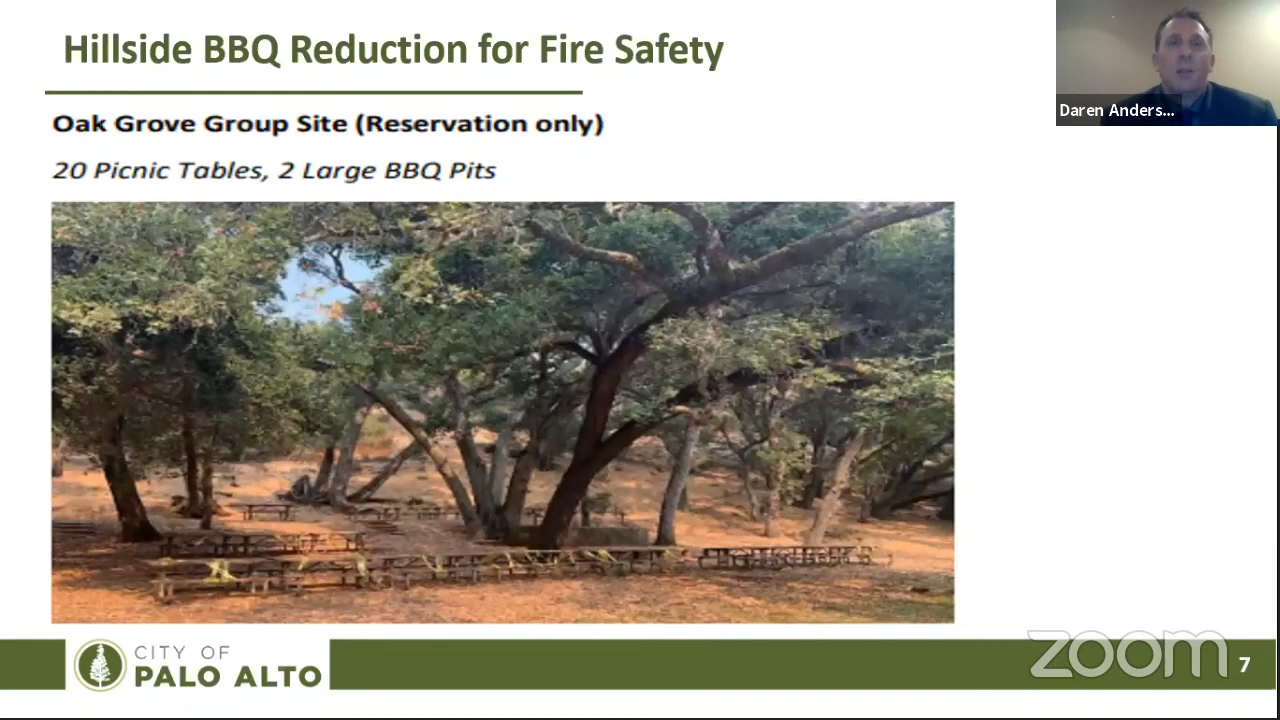 Hillside BBQ Reduction for Fire Safety
Daren Anders...
Oak Grove Group Site (Reservation only)
20 Picnic Tables, 2 Large BBQ Pits
CITY OF
PALO ALTO
zoom
7